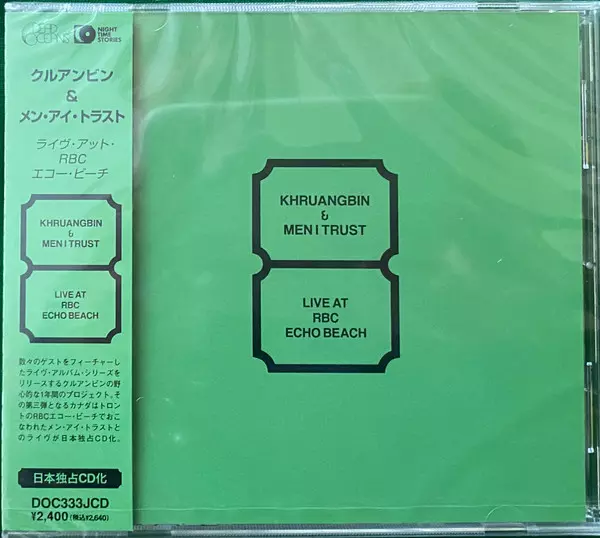 NIGHT
TIME
STORIES
クルアンビン
&
メン・アイ・トラスト
ライヴ・アット・
RBC
エコー・ビーチ
KHRUANGBIN
&
MEN I TRUST
LIVE AT
RBC
ECHO BEACH
数々のゲストをフィーチャーし
たライヴ・アルバム・シリーズを
リリースするクルアンビンの野
心的な1年間のプロジェクト。そ
の第三弾となるカナダはトロン
トのRBCエコー・ビーチでおこ
なわれたメン・アイ・トラストと
のライヴが日本独占CD化。
日本独占CD化
DOC333JCD
¥2,400(税込¥2,640)
KHRUANGBIN
&
MEN I TRUST
LIVE AT
RBC
ECHO BEACH